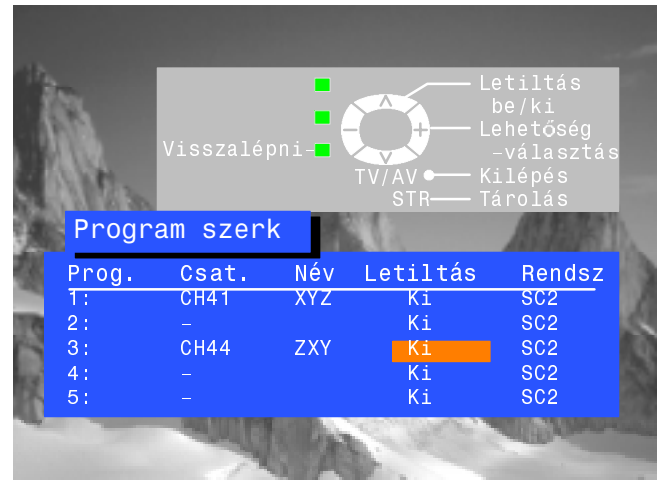 Letiltás
be/ki
Lehetőség
Visszalépni
-választás
TV/AV Kilépés
STR Tárolás
Program szerk
Prog. Csat. Név Letiltás Rendsz
1: CH41 XYZ Ki SC2
2: - Ki SC2
3: CH44 ZXY Ki SC2
4: - Ki SC2
5: - Ki SC2